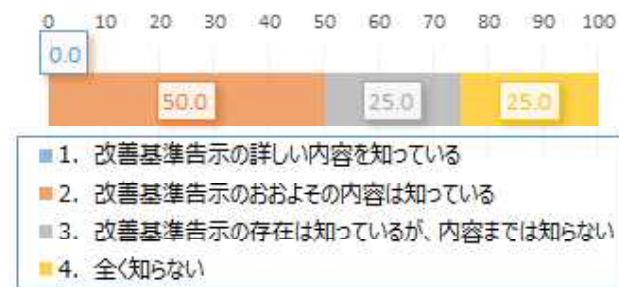 0 10 20 30 40 50 60 70 80 90 100
0.0
50.0 25.0 25.0
1. 改善基準告示の詳しい内容を知っている
2. 改善基準告示のおおよその内容は知っている
3. 改善基準告示の存在は知っているが、内容までは知らない
4. 全く知らない